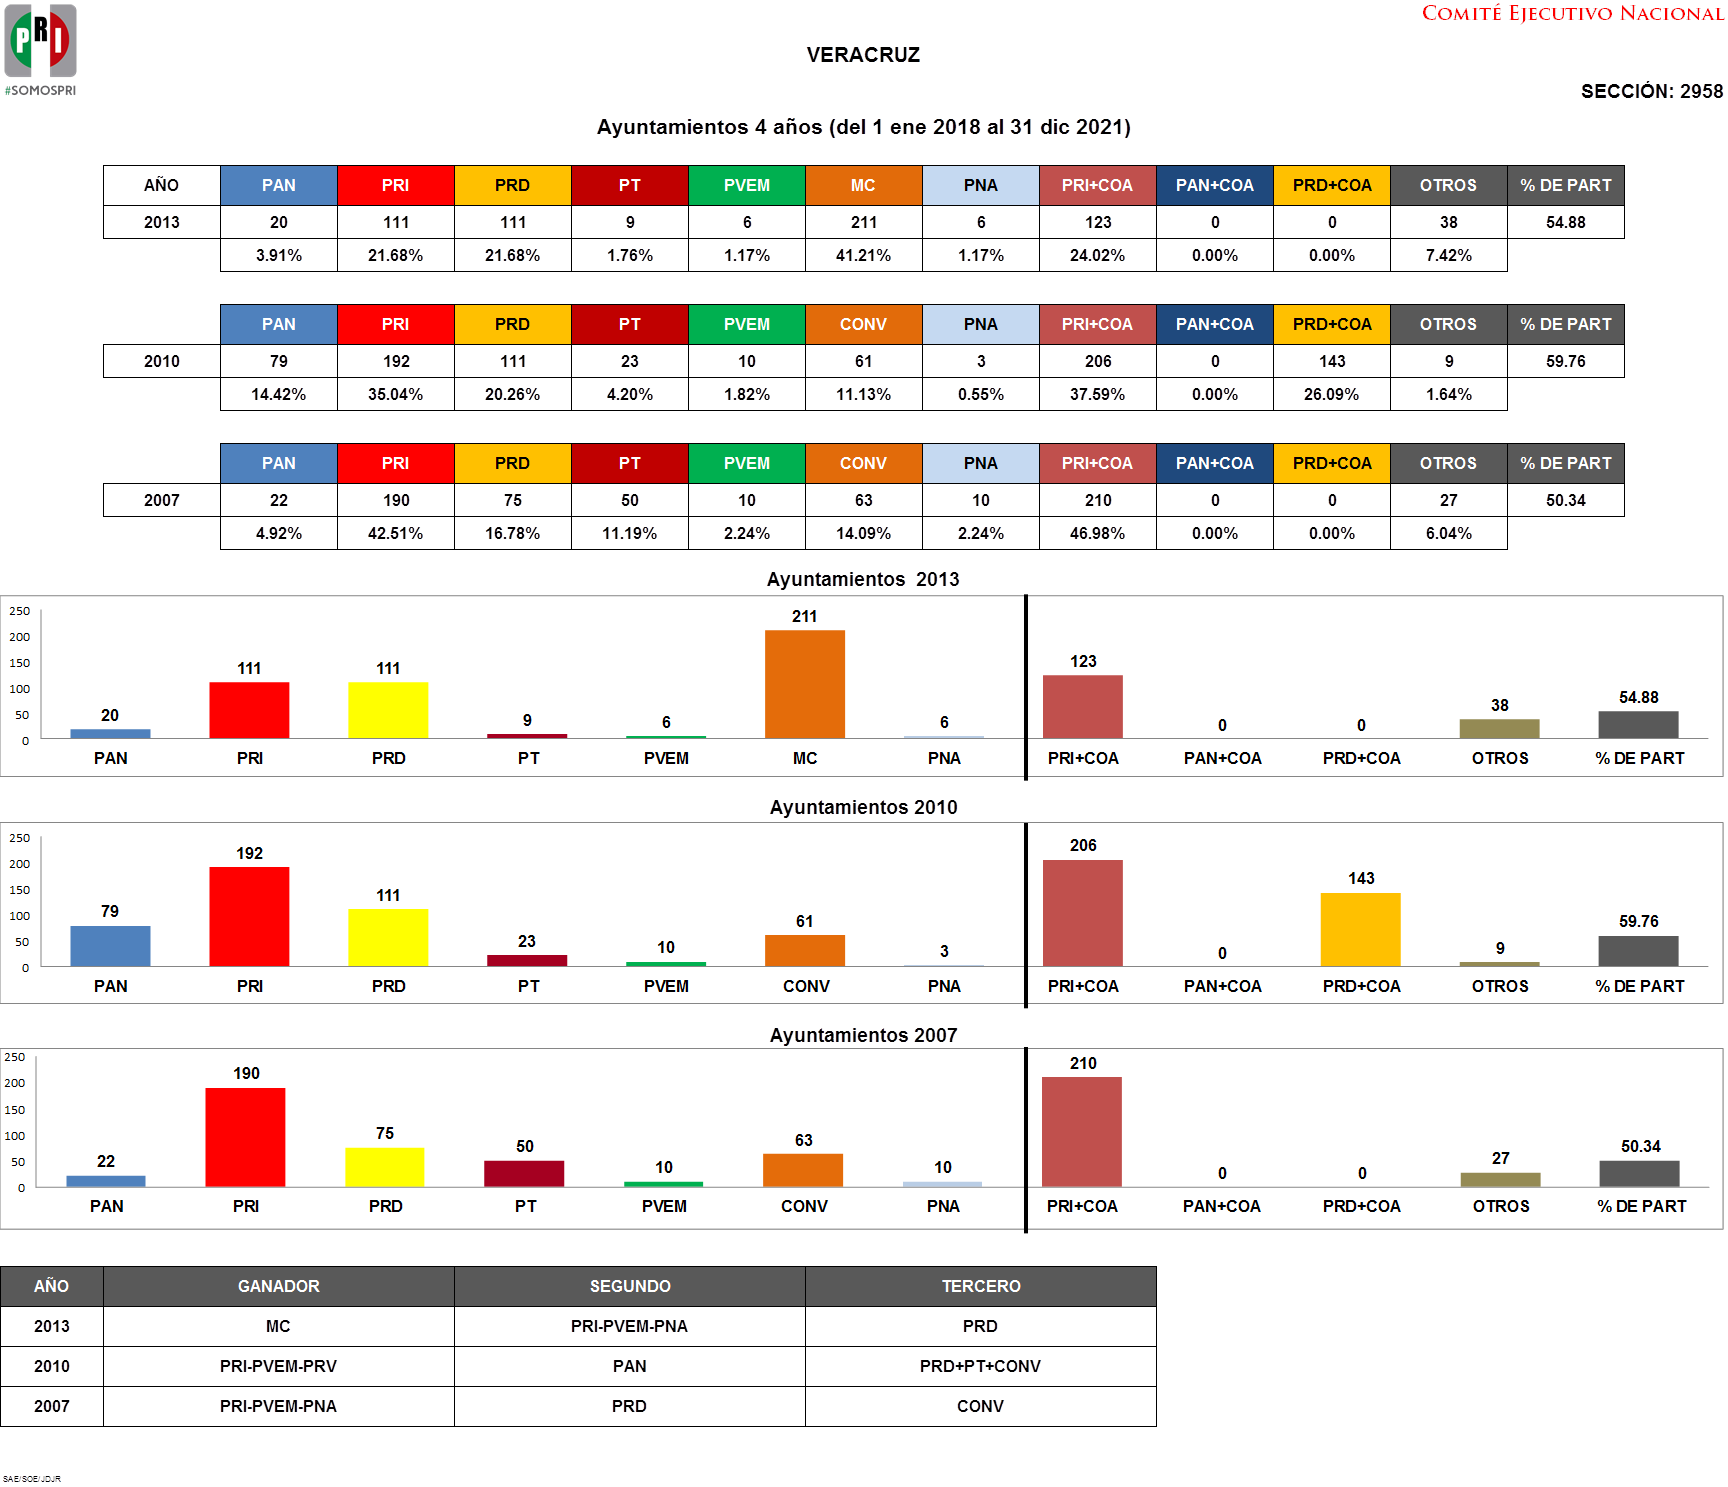 PRI
#SOMOSPRI
COMITÉ EJECUTIVO NACIONAL
VERACRUZ
SECCIÓN: 2958
Ayuntamientos 4 años (del 1 ene 2018 al 31 dic 2021)
AÑO PAN PRI PRD PT PVEM MC PNA PRI+COA PAN+COA PRD+COA OTROS % DE PART
2013 20 111 111 9 6 211 6 123 0 0 38 54.88
3.91% 21.68% 21.68% 1.76% 1.17% 41.21% 1.17% 24.02% 0.00% 0.00% 7.42%
PAN PRI PRD PT PVEM CONV PNA PRI+COA PAN+COA PRD+COA OTROS % DE PART
2010 79 192 111 23 10 61 3 206 0 143 9 59.76
14.42% 35.04% 20.26% 4.20% 1.82% 11.13% 0.55% 37.59% 0.00% 26.09% 1.64%
PAN PRI PRD PT PVEM CONV PNA PRI+COA PAN+COA PRD+COA OTROS % DE PART
2007 22 190 75 50 10 63 10 210 0 0 27 50.34
4.92% 42.51% 16.78% 11.19% 2.24% 14.09% 2.24% 46.98% 0.00% 0.00% 6.04%
Ayuntamientos 2013
250
200
150
100
50
0
20 111 111 9 6 211 6 123 0 0 38 54.88
PAN PRI PRD PT PVEM MC PNA PRI+COA PAN+COA PRD+COA OTROS % DE PART
Ayuntamientos 2010
250
200
150
100
50
0
79 192 111 23 10 61 3 206 0 143 9 59.76
PAN PRI PRD PT PVEM CONV PNA PRI+COA PAN+COA PRD+COA OTROS % DE PART
Ayuntamientos 2007
250
200
150
100
50
0
22 190 75 50 10 63 10 210 0 0 27 50.34
PAN PRI PRD PT PVEM CONV PNA PRI+COA PAN+COA PRD+COA OTROS % DE PART
AÑO GANADOR SEGUNDO TERCERO
2013 MC PRI-PVEM-PNA PRD
2010 PRI-PVEM-PRV PAN PRD+PT+CONV
2007 PRI-PVEM-PNA PRD CONV
SAE/SOE/JDJR